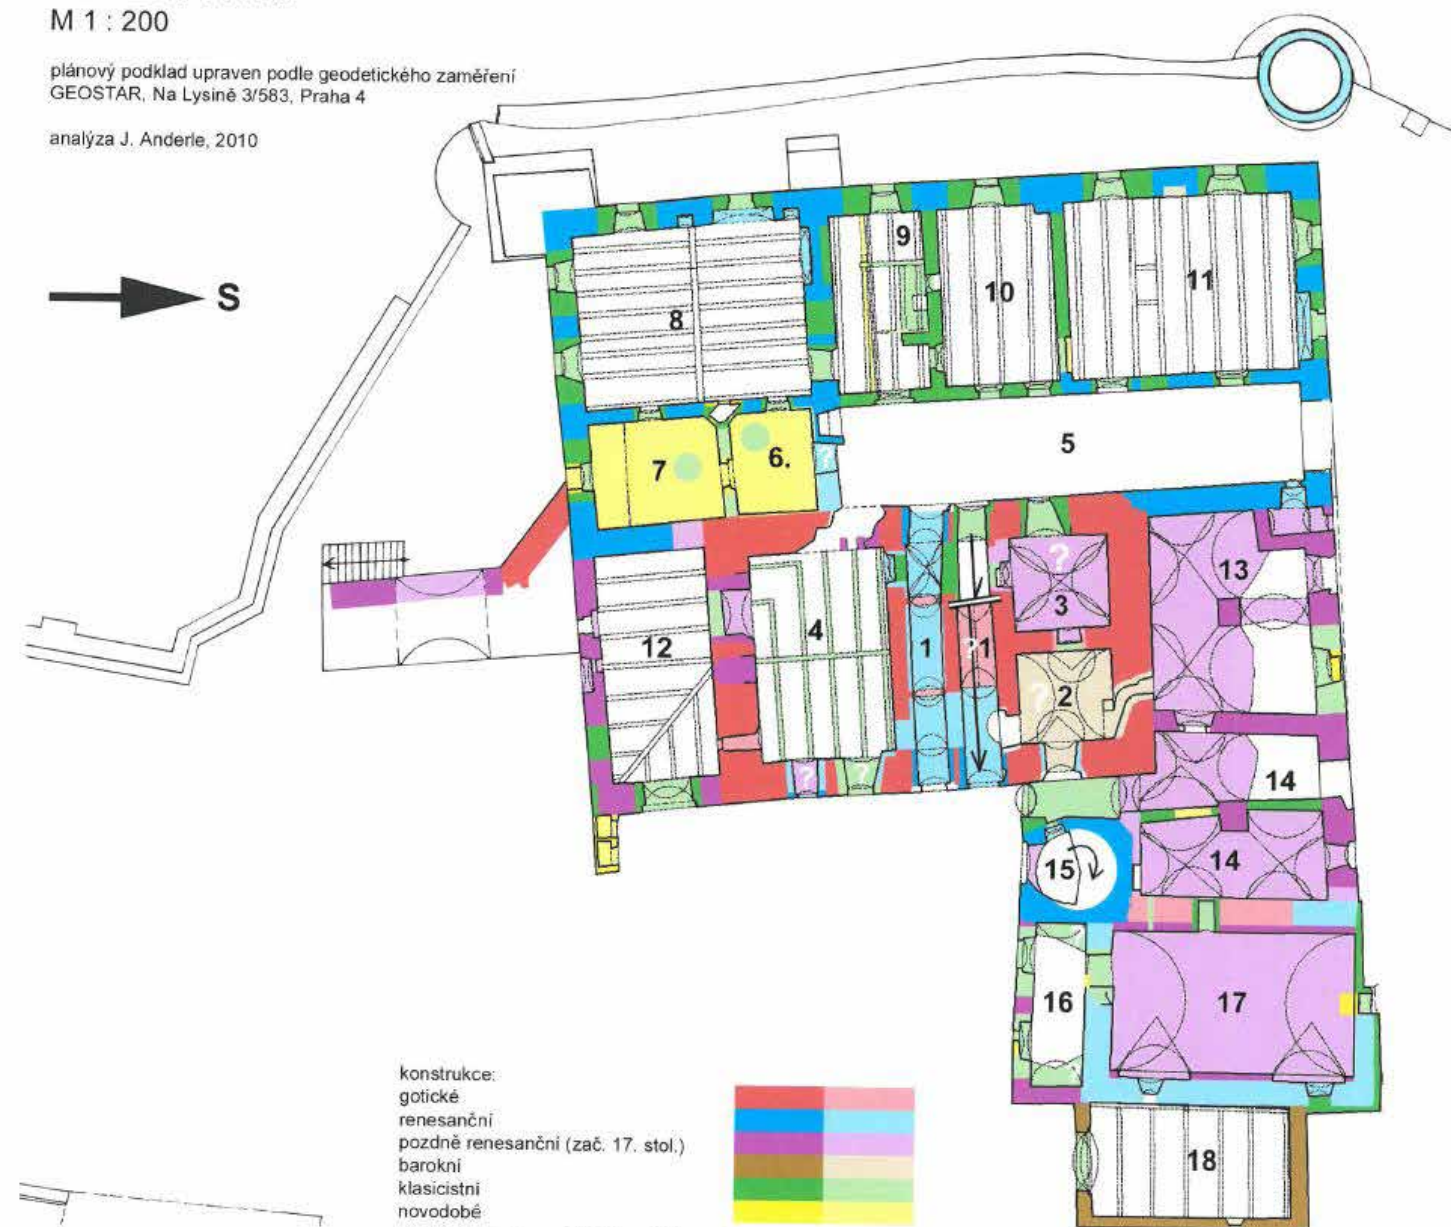 M 1 : 200
plánový podklad upraven podle geodetického zaměření
GEOSTAR, Na Lysině 3/583, Praha 4
analýza J. Anderle, 2010
S
9
10
11
8
5
7
6.
?
?
13
3
4
1
?1
12
?
2
14
?
?
14
15
?
16
17
?
18
konstrukce:
gotické
renesanční
pozdně renesanční (zač. 17. stol.)
barokní
klasicistní
novodobé